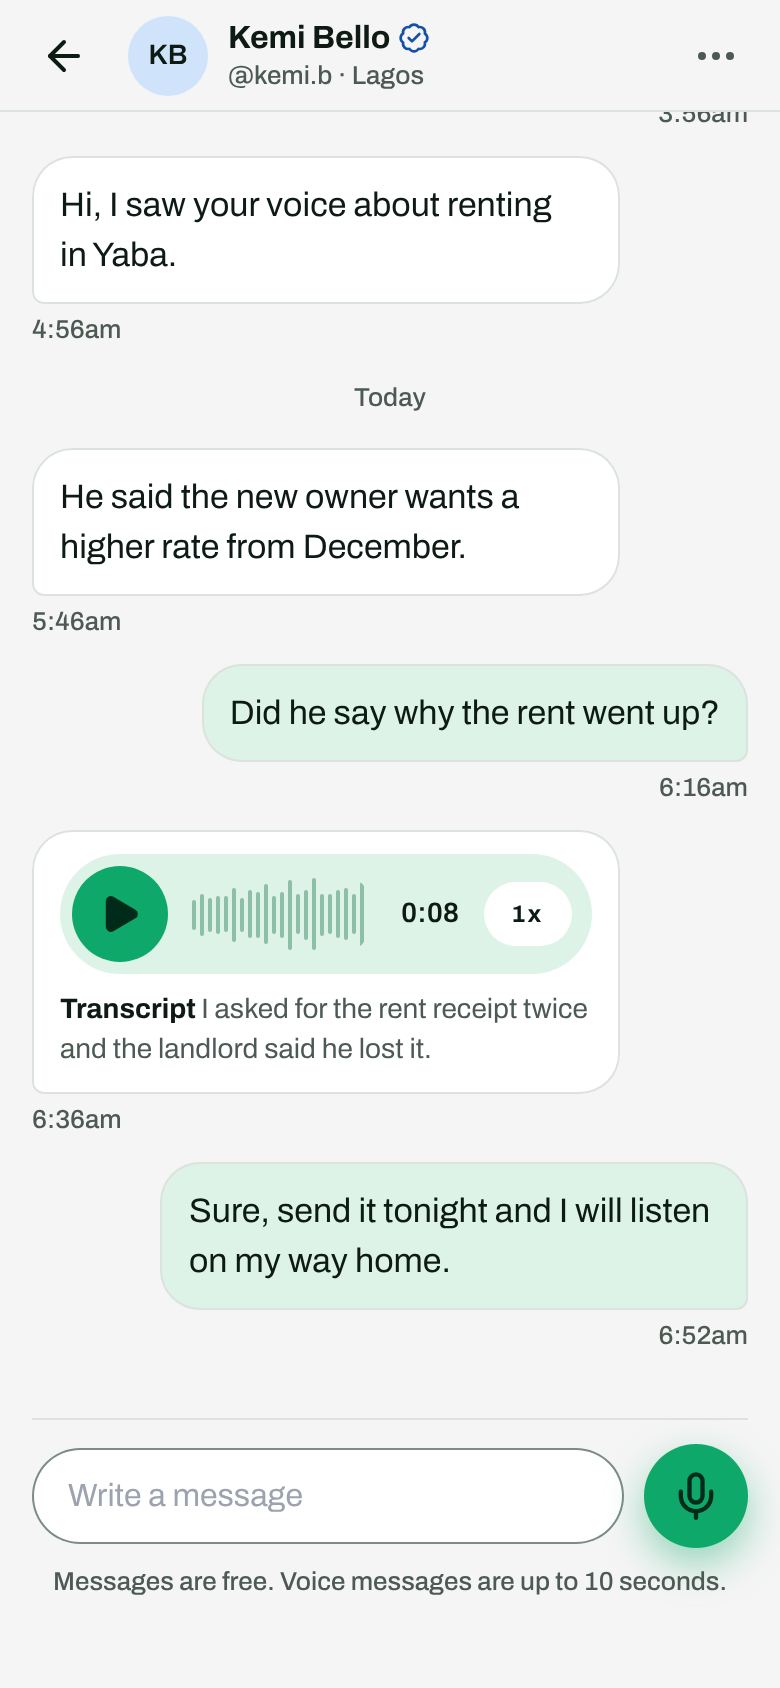 KB
Kemi Bello
@kemi.b · Lagos
3:56am
Hi, I saw your voice about renting
in Yaba.
4:56am
Today
He said the new owner wants a
higher rate from December.
5:46am
Did he say why the rent went up?
6:16am
0:08
1x
Transcript I asked for the rent receipt twice
and the landlord said he lost it.
6:36am
Sure, send it tonight and I will listen
on my way home.
6:52am
Write a message
Messages are free. Voice messages are up to 10 seconds.